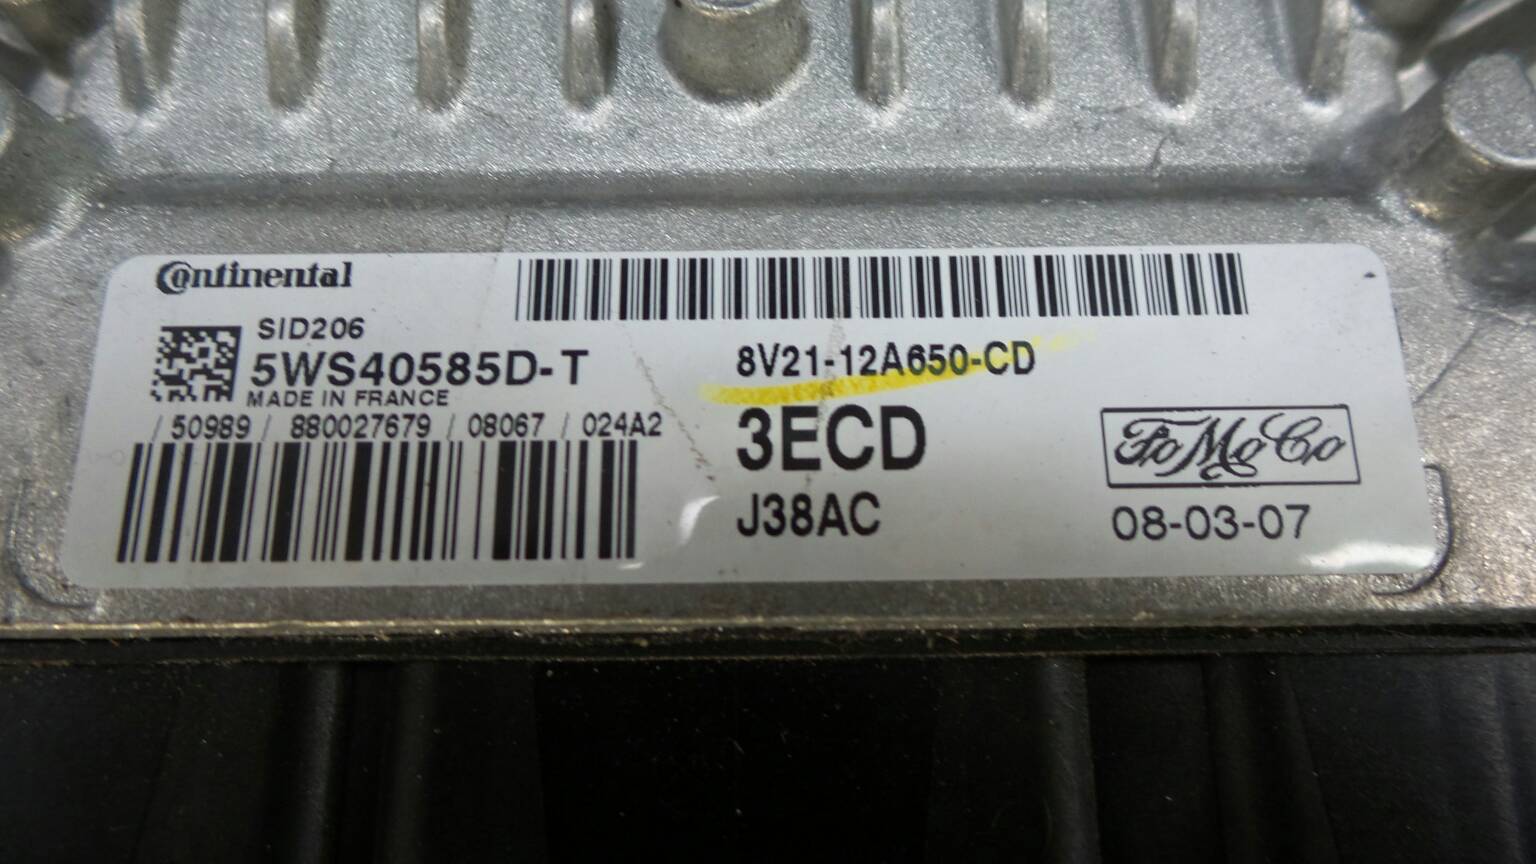 Continental
SID206
5WS40585D-T
MADE IN FRANCE
/ 50989 / 880027679 / 08067 / 024A2
8V21-12A650-CD
3ECD
J38AC
FoMoCo
08-03-07